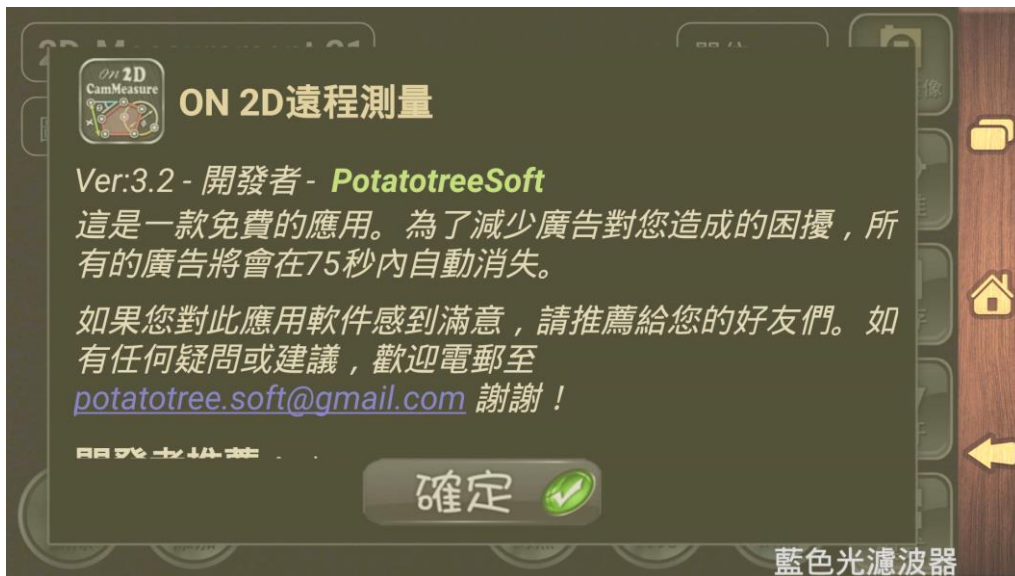 on 2D
CamMeasure
ON 2D遠程測量
Ver:3.2 - 開發者 - PotatotreeSoft
這是一款免費的應用。為了減少廣告對您造成的困擾，所
有的廣告將會在75秒內自動消失。
如果您對此應用軟件感到滿意，請推薦給您的好友們。如
有任何疑問或建議，歡迎電郵至
potatotree.soft@gmail.com 謝謝！
開發者推薦
確定
藍色光濾波器